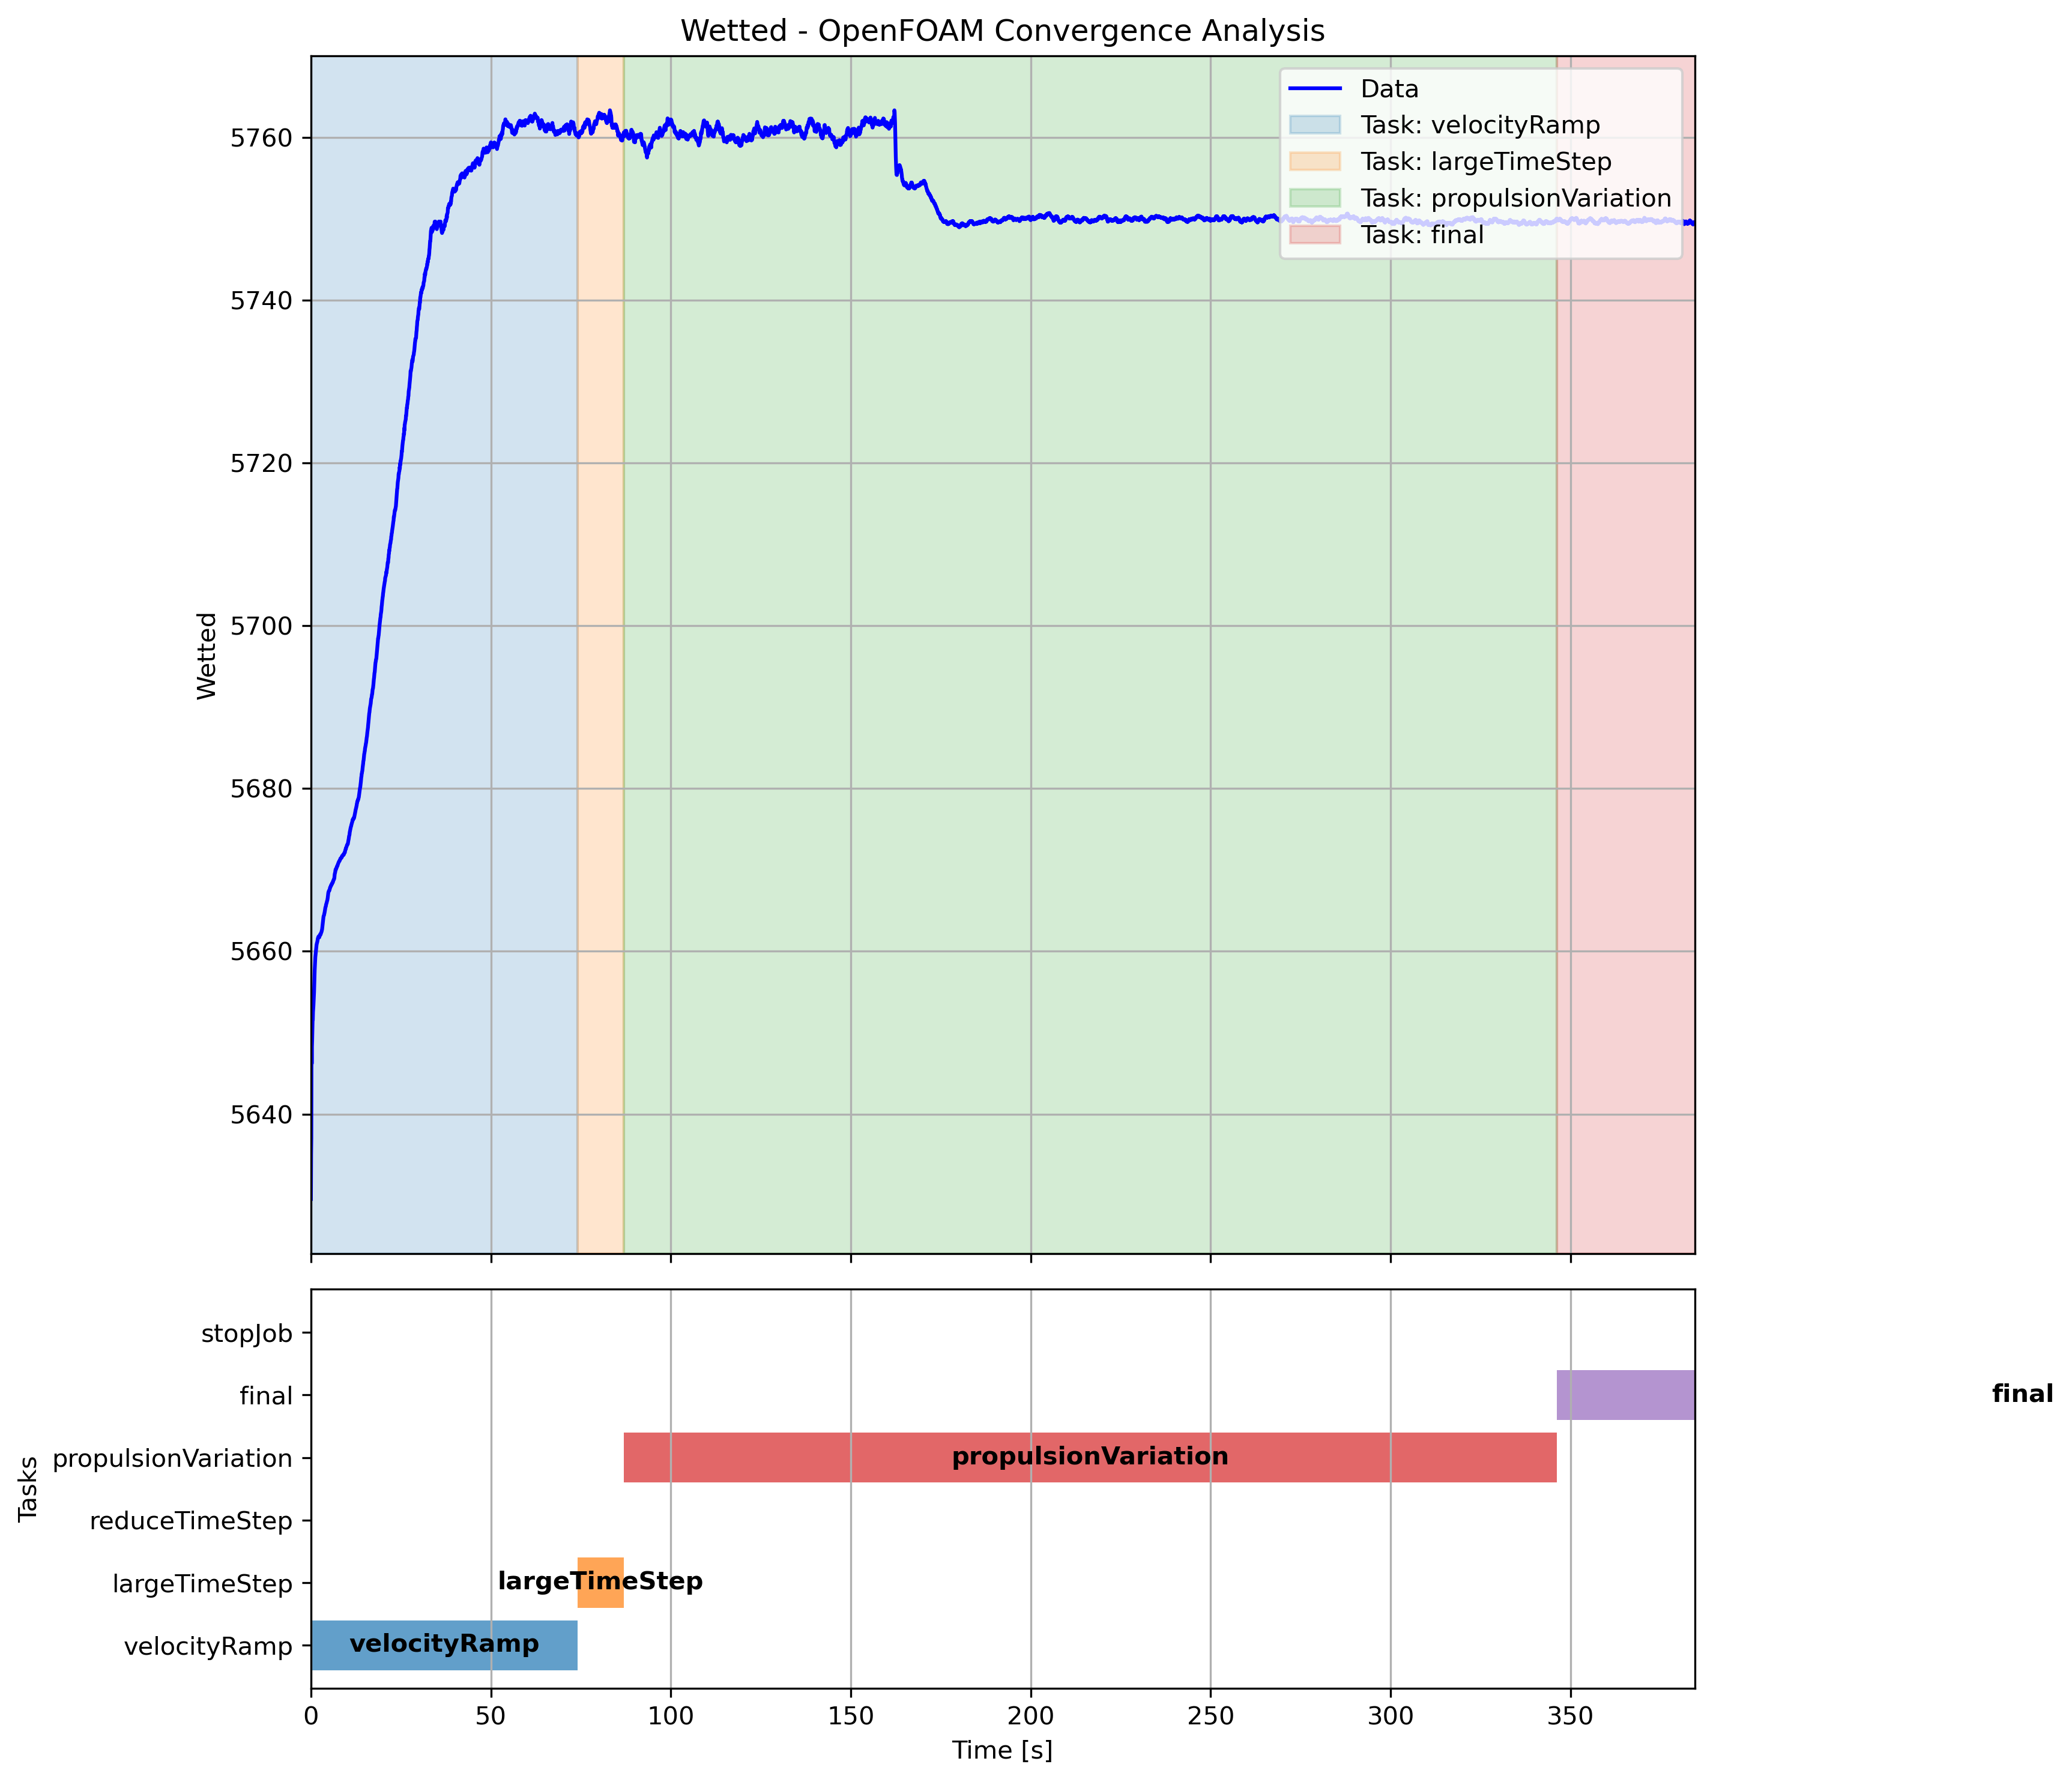 Wetted - OpenFOAM Convergence Analysis
Data
Task: velocityRamp
Task: largeTimeStep
Task: propulsionVariation
Task: final
5760
5740
5720
5700
5680
5660
5640
Wetted
stopJob
final
final
propulsionVariation
propulsionVariation
reduceTimeStep
largeTimeStep
largeTimeStep
velocityRamp
velocityRamp
Tasks
0 50 100 150 200 250 300 350
Time [s]